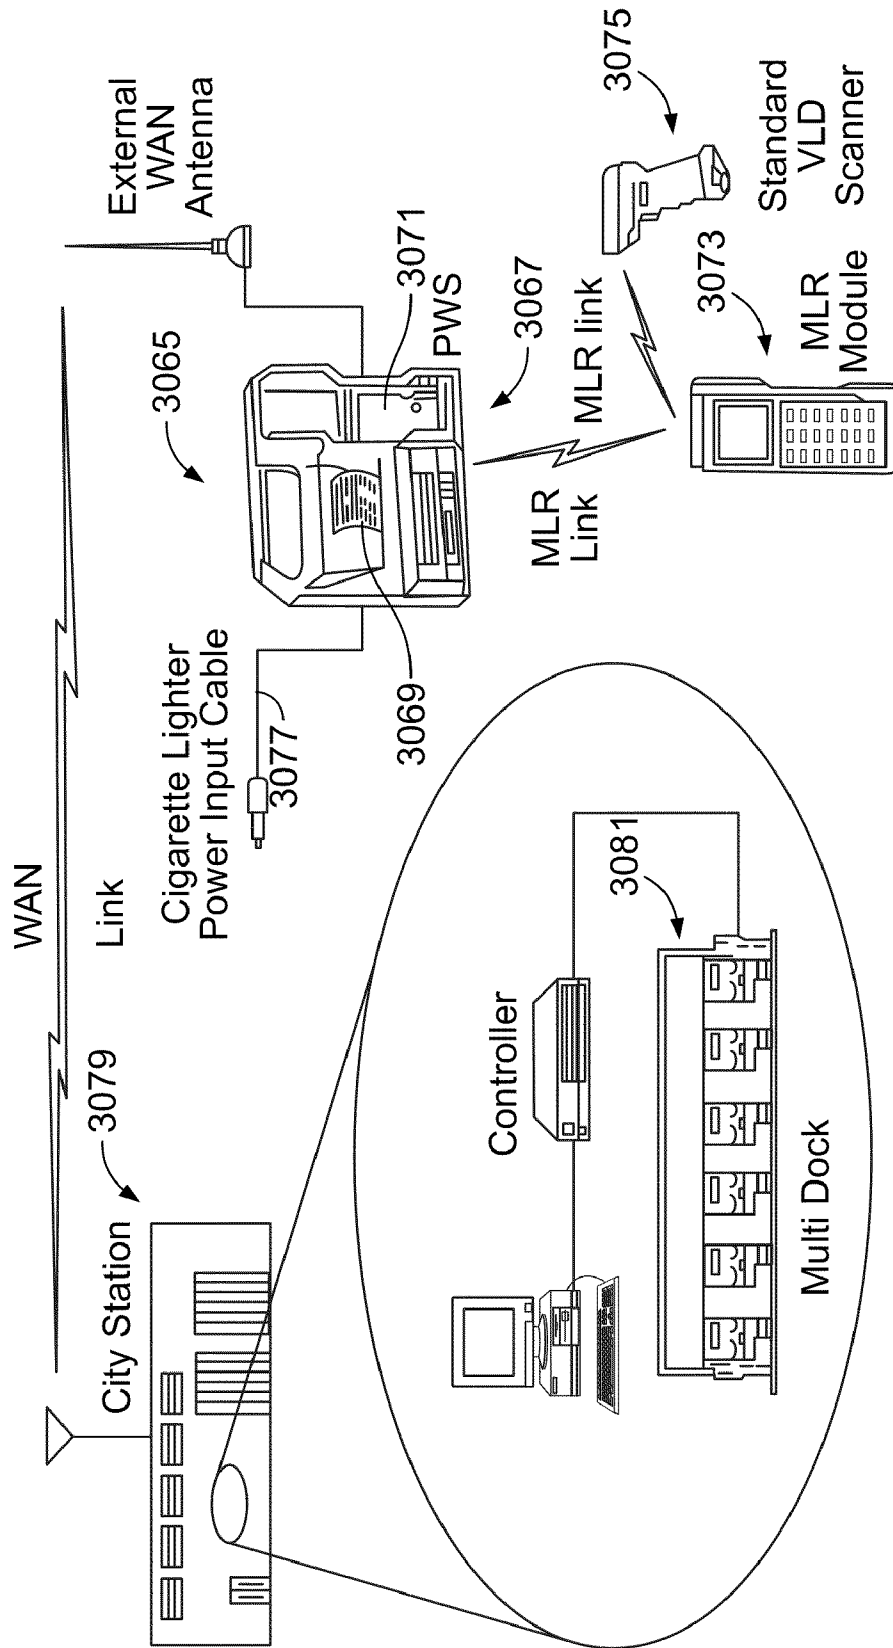 WAN
Link
City Station
3079
Cigarette Lighter
Power Input Cable
3077
3065
External
WAN
Antenna
3069
3071
PWS
3067
MLR
Link
MLR link
3075
Standard
VLD
Scanner
3073
MLR
Module
Controller
3081
Multi Dock